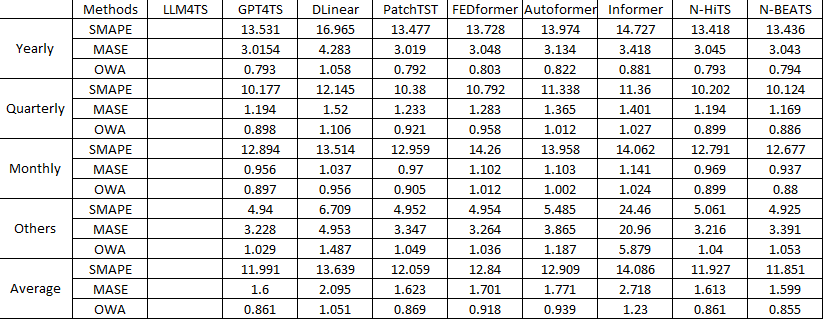 Methods LLM4TS GPT4TS DLinear PatchTST FEDformer Autoformer Informer N-HiTS N-BEATS
Yearly SMAPE 13.531 16.965 13.477 13.728 13.974 14.727 13.418 13.436
MASE 3.0154 4.283 3.019 3.048 3.134 3.418 3.045 3.043
OWA 0.793 1.058 0.792 0.803 0.822 0.881 0.793 0.794
Quarterly SMAPE 10.177 12.145 10.38 10.792 11.338 11.36 10.202 10.124
MASE 1.194 1.52 1.233 1.283 1.365 1.401 1.194 1.169
OWA 0.898 1.106 0.921 0.958 1.012 1.027 0.899 0.886
Monthly SMAPE 12.894 13.514 12.959 14.26 13.958 14.062 12.791 12.677
MASE 0.956 1.037 0.97 1.102 1.103 1.141 0.969 0.937
OWA 0.897 0.956 0.905 1.012 1.002 1.024 0.899 0.88
Others SMAPE 4.94 6.709 4.952 4.954 5.485 24.46 5.061 4.925
MASE 3.228 4.953 3.347 3.264 3.865 20.96 3.216 3.391
OWA 1.029 1.487 1.049 1.036 1.187 5.879 1.04 1.053
Average SMAPE 11.991 13.639 12.059 12.84 12.909 14.086 11.927 11.851
MASE 1.6 2.095 1.623 1.701 1.771 2.718 1.613 1.599
OWA 0.861 1.051 0.869 0.918 0.939 1.23 0.861 0.855